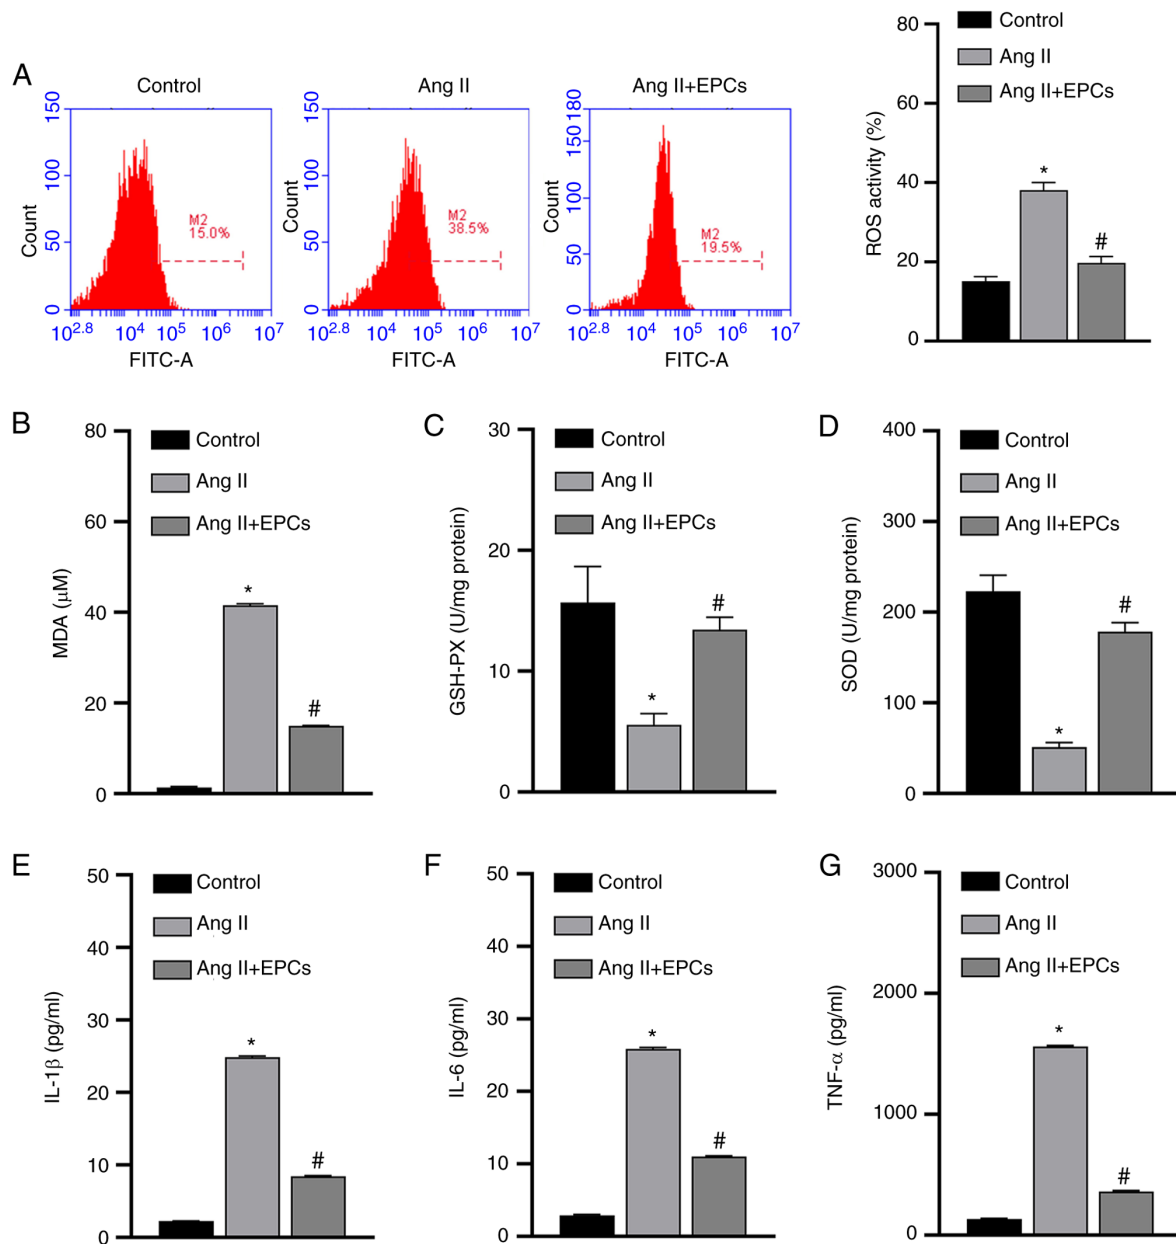 A
Control
Count
150
100
50
0
M2
15.0%
10^2.8 10^4 10^5 10^6 10^7
FITC-A
Ang II
Count
150
100
50
0
M2
38.5%
10^2.8 10^4 10^5 10^6 10^7
FITC-A
Ang II+EPCs
Count
180
150
100
50
0
M2
19.5%
10^2.8 10^4 10^5 10^6 10^7
FITC-A
ROS activity (%)
80
60
40
20
0
Control
Ang II
Ang II+EPCs
*
#
B
MDA (μM)
80
60
40
20
0
Control
Ang II
Ang II+EPCs
*
#
C
GSH-PX (U/mg protein)
30
20
10
0
Control
Ang II
Ang II+EPCs
*
#
D
SOD (U/mg protein)
400
300
200
100
0
Control
Ang II
Ang II+EPCs
*
#
E
IL-1β (pg/ml)
50
40
30
20
10
0
Control
Ang II
Ang II+EPCs
*
#
F
IL-6 (pg/ml)
50
40
30
20
10
0
Control
Ang II
Ang II+EPCs
*
#
G
TNF-α (pg/ml)
3000
2000
1000
0
Control
Ang II
Ang II+EPCs
*
#